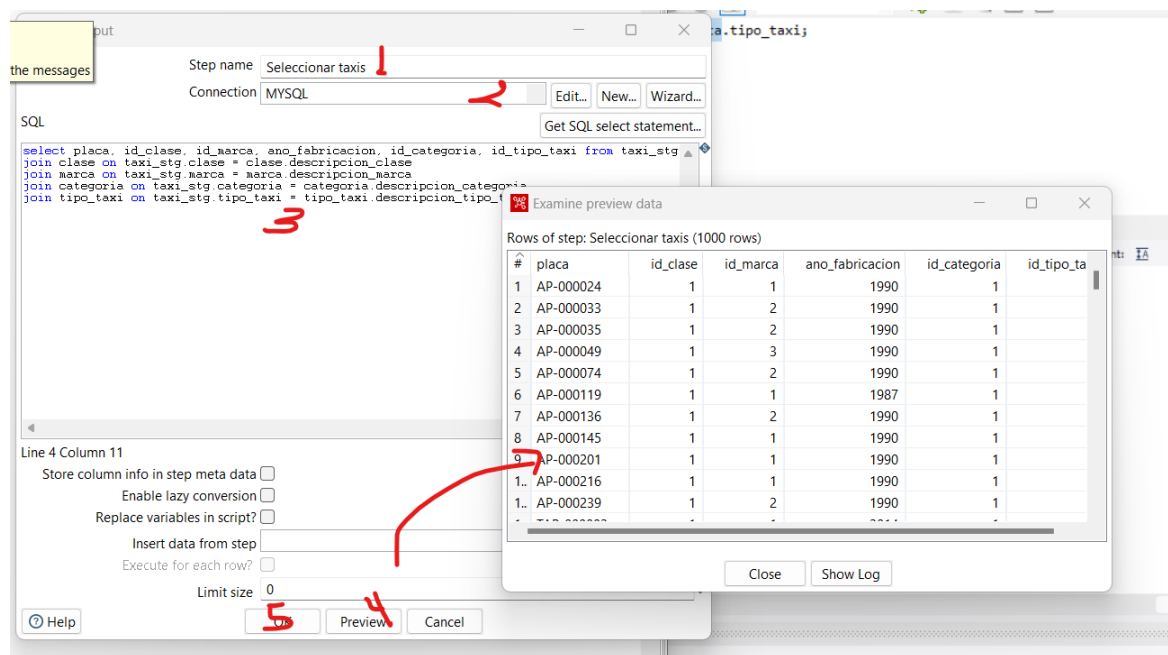 put
the messages
a.tipo_taxi;
Step name Seleccionar taxis 1
Connection MYSQL 2 Edit... New... Wizard...
SQL
Get SQL select statement...
select placa, id_clase, id_marca, ano_fabricacion, id_categoria, id_tipo_taxi from taxi_stg
join clase on taxi_stg.clase = clase.descripcion_clase
join marca on taxi_stg.marca = marca.descripcion_marca
join categoria on taxi_stg.categoria = categoria.descripcion_categoria
join tipo_taxi on taxi_stg.tipo_taxi = tipo_taxi.descripcion_tipo_t
3
Line 4 Column 11
Store column info in step meta data
Enable lazy conversion
Replace variables in script?
Insert data from step
Execute for each row?
Limit size 0
Help
5
4
Preview
Cancel
Examine preview data
Rows of step: Seleccionar taxis (1000 rows)
# placa id_clase id_marca ano_fabricacion id_categoria id_tipo_ta
1 AP-000024 1 1 1990 1
2 AP-000033 1 2 1990 1
3 AP-000035 1 2 1990 1
4 AP-000049 1 3 1990 1
5 AP-000074 1 2 1990 1
6 AP-000119 1 1 1987 1
7 AP-000136 1 2 1990 1
8 AP-000145 1 1 1990 1
9 AP-000201 1 1 1990 1
1.. AP-000216 1 1 1990 1
1.. AP-000239 1 2 1990 1
Close Show Log
nt: